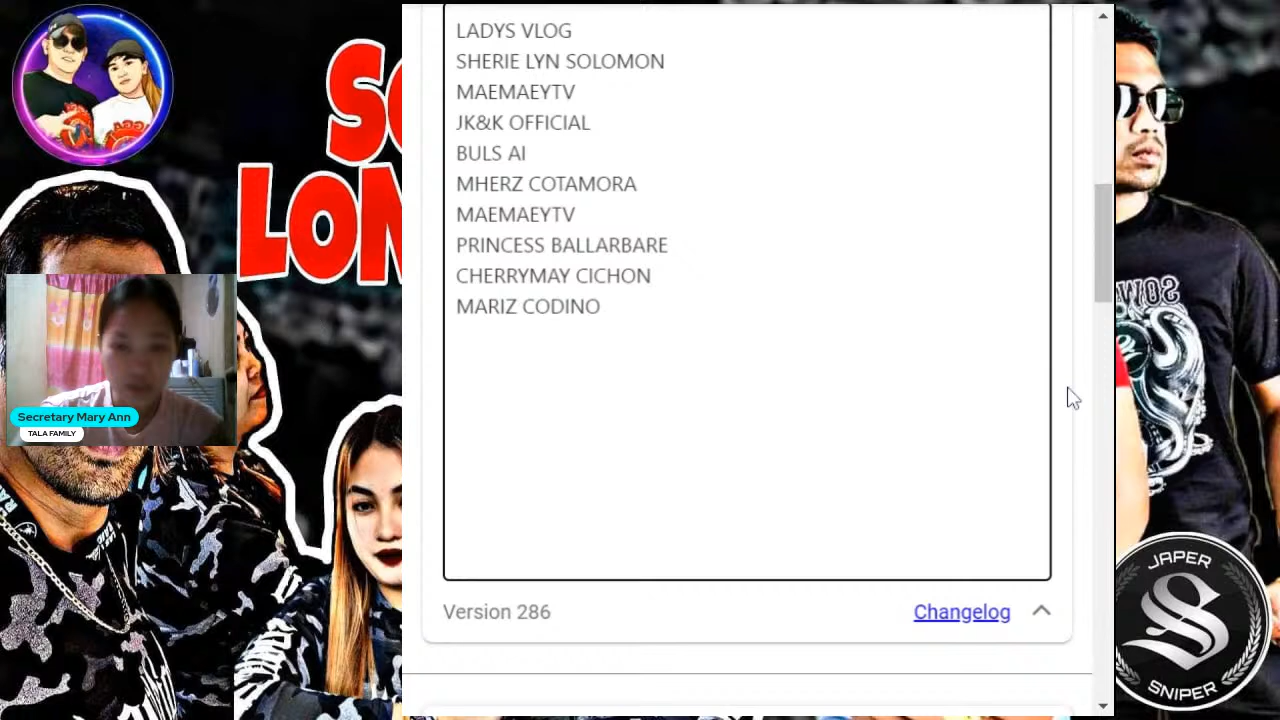 LADYS VLOG
SHERIE LYN SOLOMON
MAEMAEYTV
JK&K OFFICIAL
BULS AI
MHERZ COTAMORA
MAEMAEYTV
PRINCESS BALLARBARE
CHERRYMAY CICHON
MARIZ CODINO
Version 286
Changelog
LON
Secretary Mary Ann
TALA FAMILY
JAPER
S
SNIPER